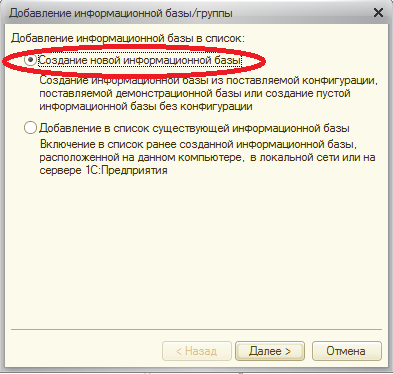 Добавление информационной базы/группы
Добавление информационной базы в список:
Создание новой информационной базы
Создание информационной базы из поставляемой конфигурации,
поставляемой демонстрационной базы или создание пустой
информационной базы без конфигурации
Добавление в список существующей информационной базы
Включение в список ранее созданной информационной базы,
расположенной на данном компьютере, в локальной сети или на
сервере 1С:Предприятия
< Назад Далее > Отмена